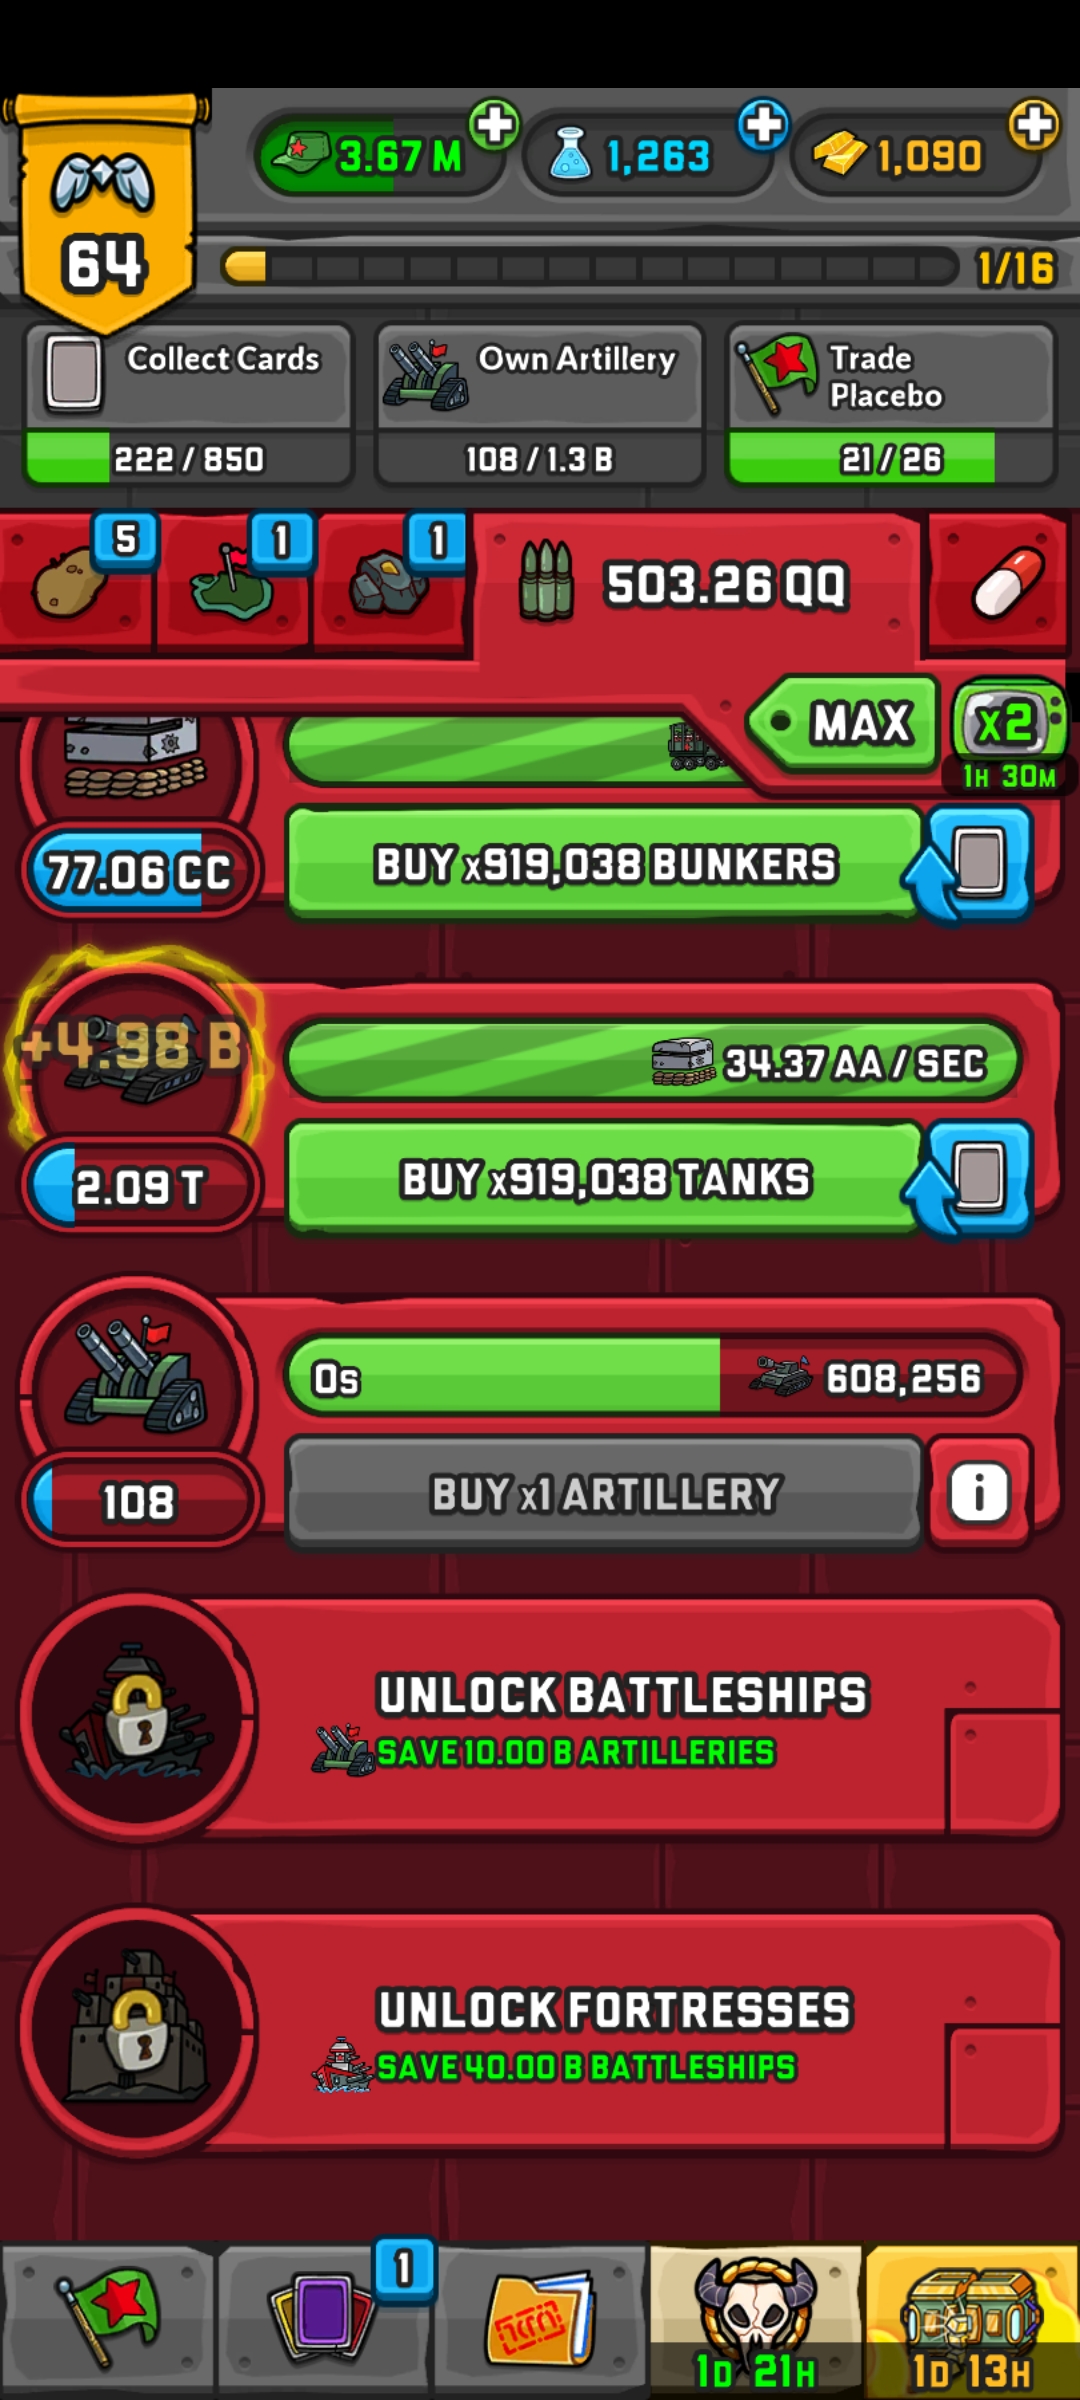 3.67 M
1,263
1,090
64
1/16
Collect Cards
222 / 850
Own Artillery
108 / 1.3 B
Trade
Placebo
21 / 26
5
1
1
503.26 QQ
MAX
x2
1H 30M
77.06 CC
BUY x919,038 BUNKERS
+4.98 B
34.37 AA / SEC
2.09 T
BUY x919,038 TANKS
0s
608,256
108
BUY x1 ARTILLERY
i
UNLOCK BATTLESHIPS
SAVE 10.00 B ARTILLERIES
UNLOCK FORTRESSES
SAVE 40.00 B BATTLESHIPS
1
1D 21H
1D 13H